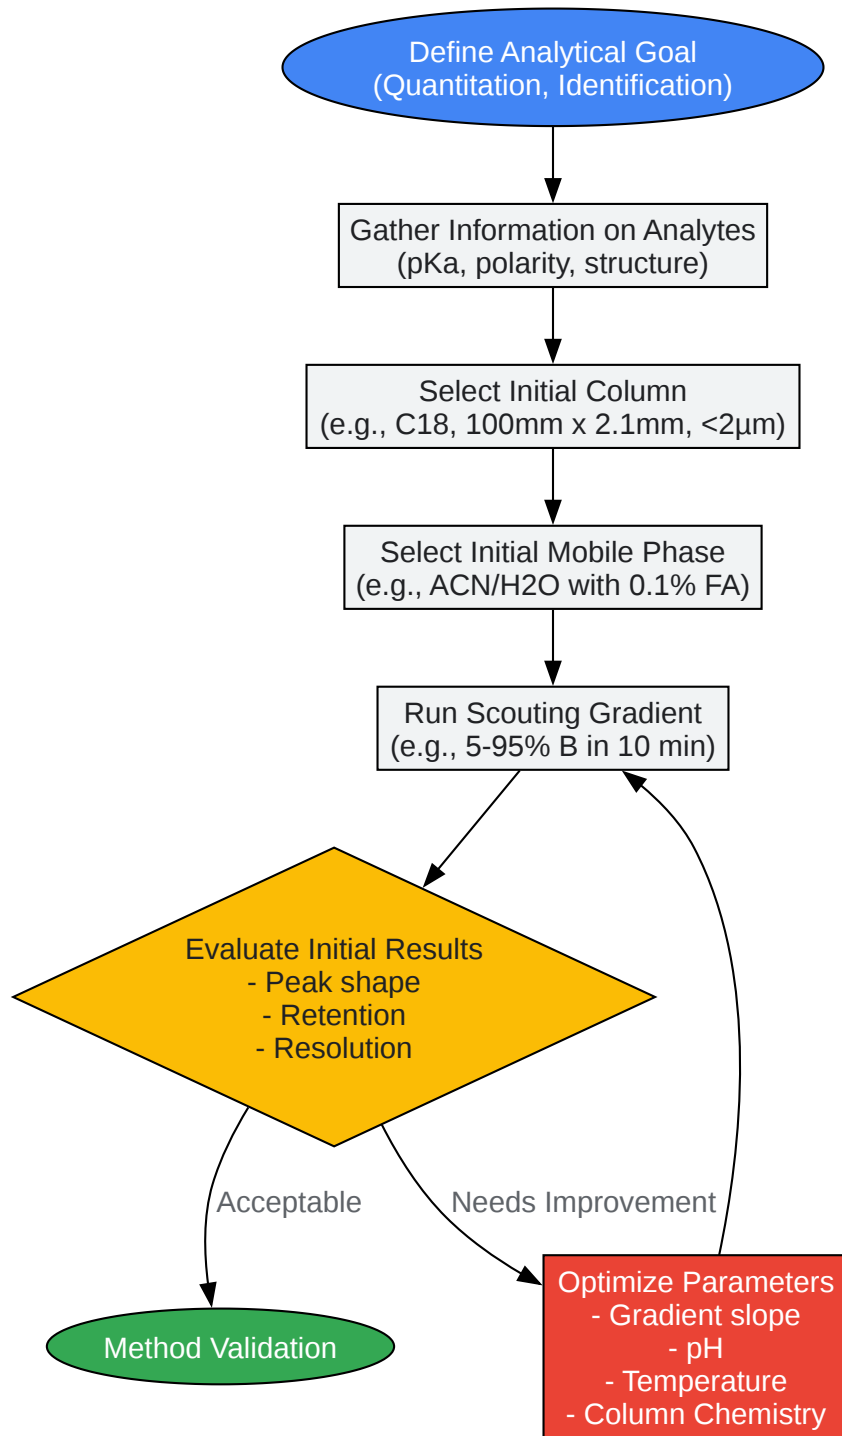 Define Analytical Goal
(Quantitation, Identification)
Gather Information on Analytes
(pKa, polarity, structure)
Select Initial Column
(e.g., C18, 100mm x 2.1mm, <2µm)
Select Initial Mobile Phase
(e.g., ACN/H2O with 0.1% FA)
Run Scouting Gradient
(e.g., 5-95% B in 10 min)
Evaluate Initial Results
- Peak shape
- Retention
- Resolution
Acceptable
Needs Improvement
Method Validation
Optimize Parameters
- Gradient slope
- pH
- Temperature
- Column Chemistry